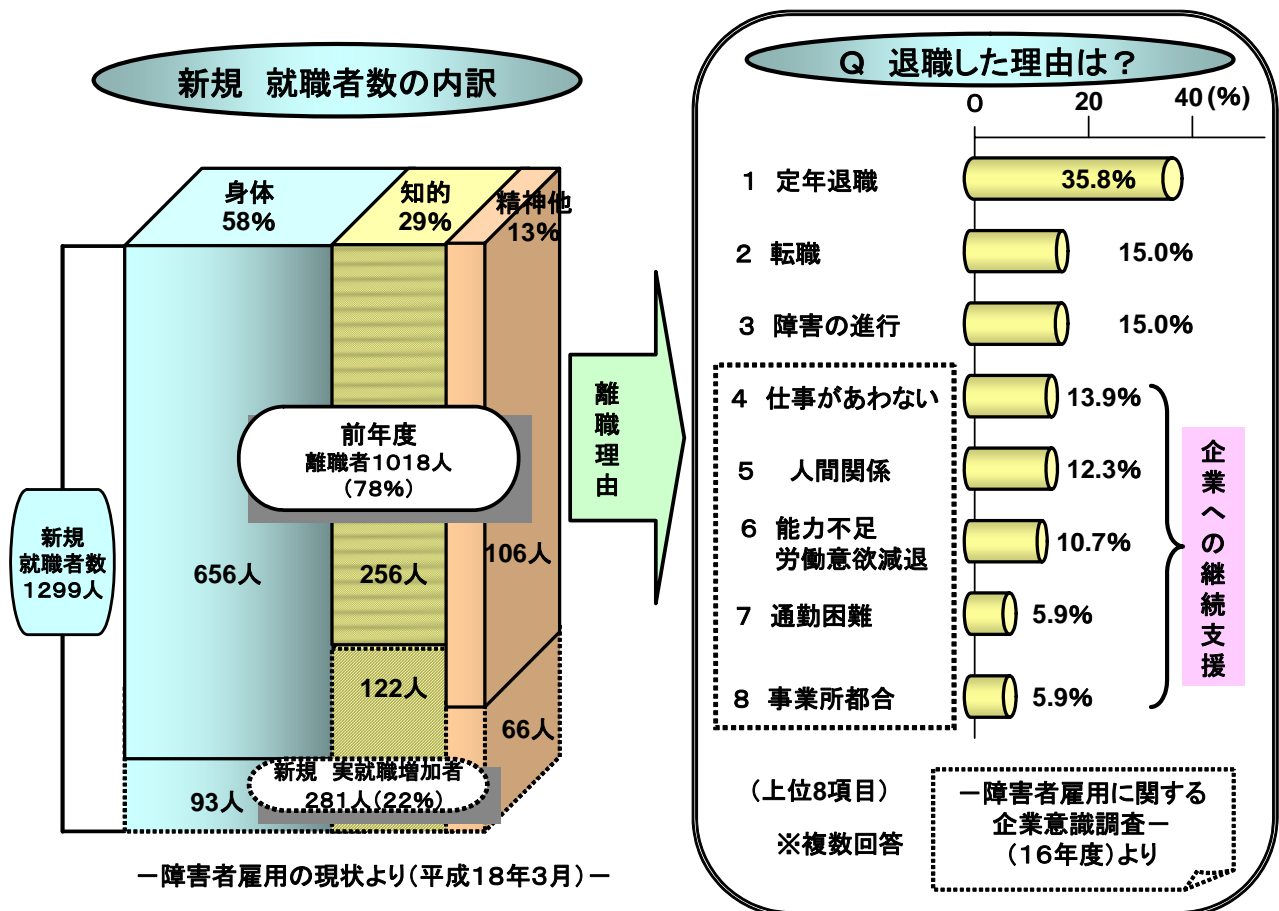 新規 就職者数の内訳
身体
58%
知的
29%
精神他
13%
前年度
離職者1018人
(78%)
新規
就職者数
1299人
656人
256人
106人
122人
66人
93人
新規 実就職増加者
281人(22%)
－障害者雇用の現状より(平成18年3月)－
離職理由
Q 退職した理由は？
0 20 40 (%)
1 定年退職 35.8%
2 転職 15.0%
3 障害の進行 15.0%
4 仕事があわない 13.9%
5 人間関係 12.3%
6 能力不足
労働意欲減退 10.7%
7 通勤困難 5.9%
8 事業所都合 5.9%
企業への継続支援
(上位8項目)
※複数回答
－障害者雇用に関する
企業意識調査－
(16年度)より